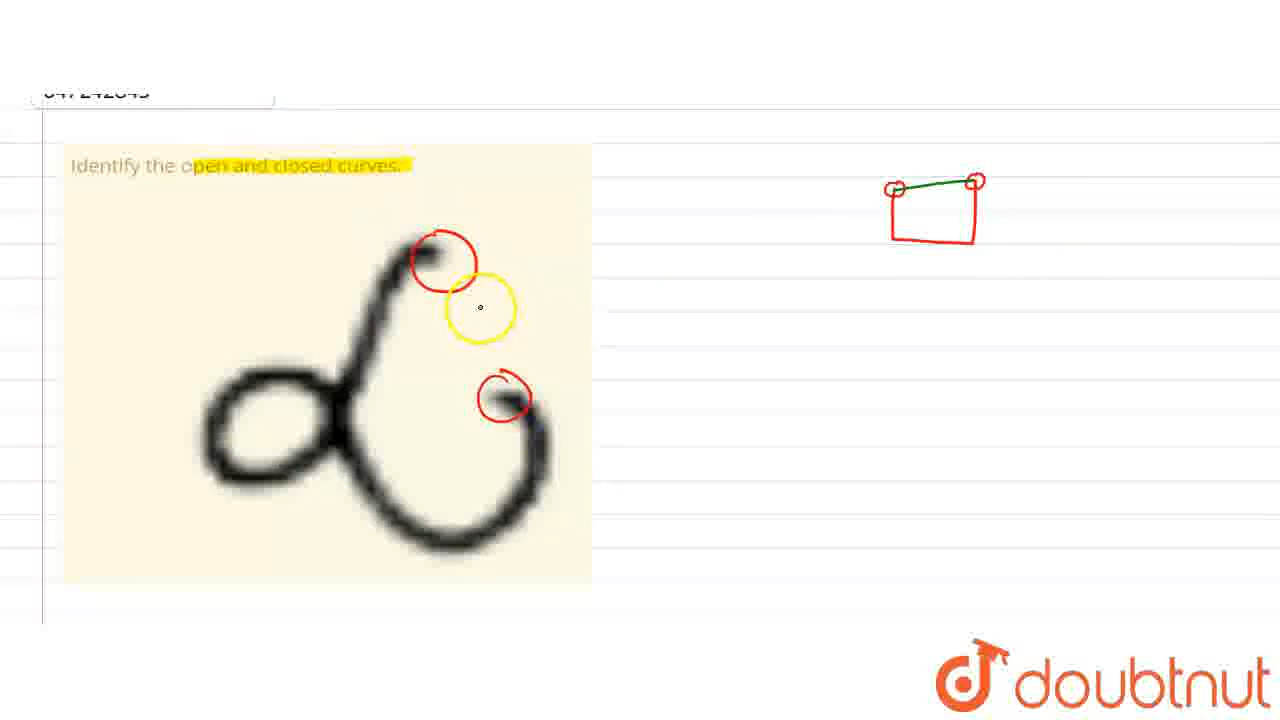 Identify the open and closed curves.
doubtnut